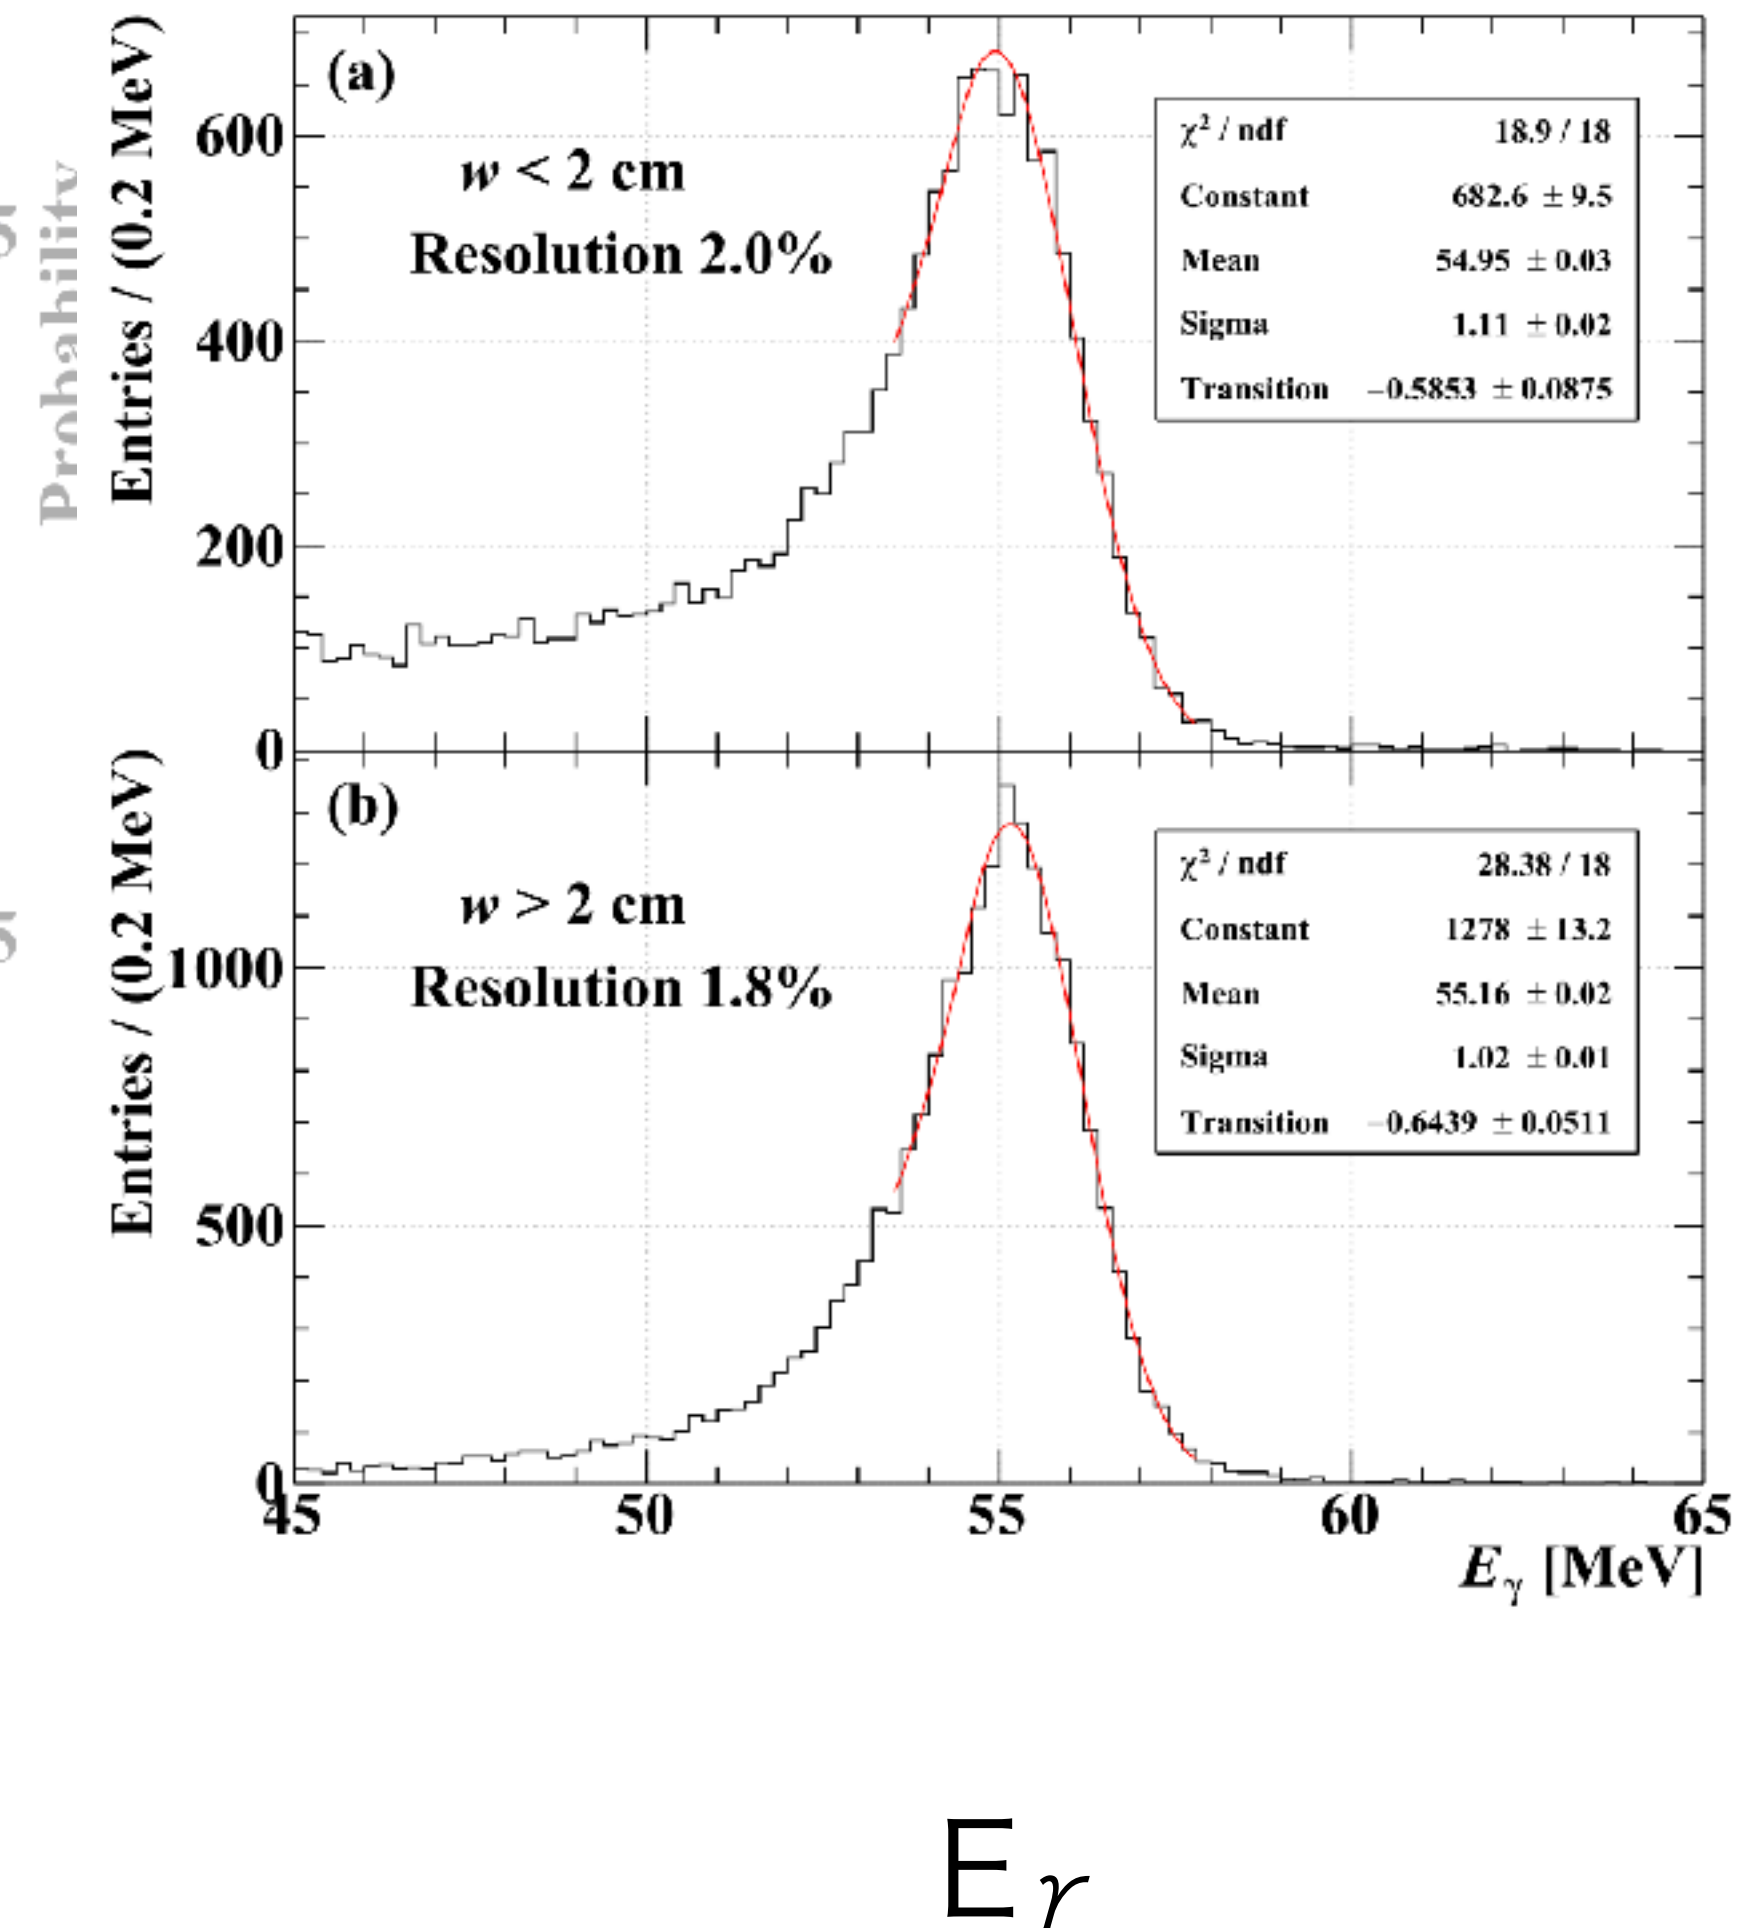 Probability
Entries / (0.2 MeV)
(a)
w < 2 cm
Resolution 2.0%
600
400
200
0
χ² / ndf 18.9 / 18
Constant 682.6 ± 9.5
Mean 54.95 ± 0.03
Sigma 1.11 ± 0.02
Transition −0.5853 ± 0.0875
Entries / (0.2 MeV)
(b)
w > 2 cm
Resolution 1.8%
1000
500
0
χ² / ndf 28.38 / 18
Constant 1278 ± 13.2
Mean 55.16 ± 0.02
Sigma 1.02 ± 0.01
Transition −0.6439 ± 0.0511
45 50 55 60 65
Eγ [MeV]
Eγ